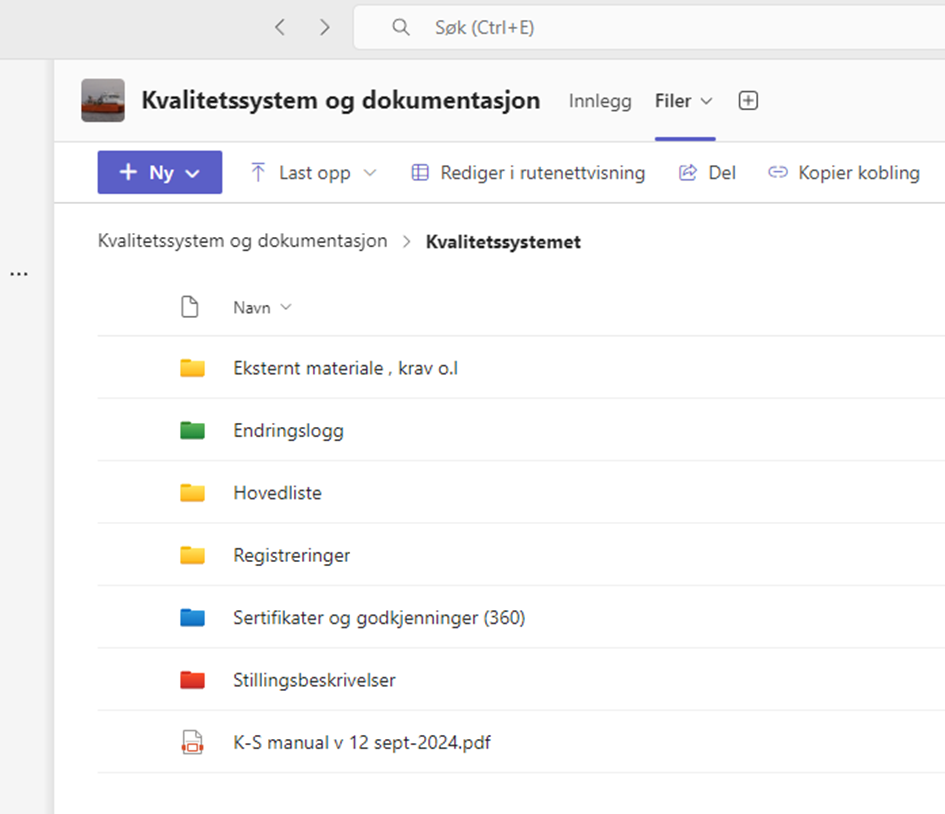 Søk (Ctrl+E)
Kvalitetssystem og dokumentasjon Innlegg Filer
Ny Last opp Rediger i rutenettvisning Del Kopier kobling
Kvalitetssystem og dokumentasjon > Kvalitetssystemet
...
Navn
Eksternt materiale , krav o.l
Endringslogg
Hovedliste
Registreringer
Sertifikater og godkjenninger (360)
Stillingsbeskrivelser
K-S manual v 12 sept-2024.pdf